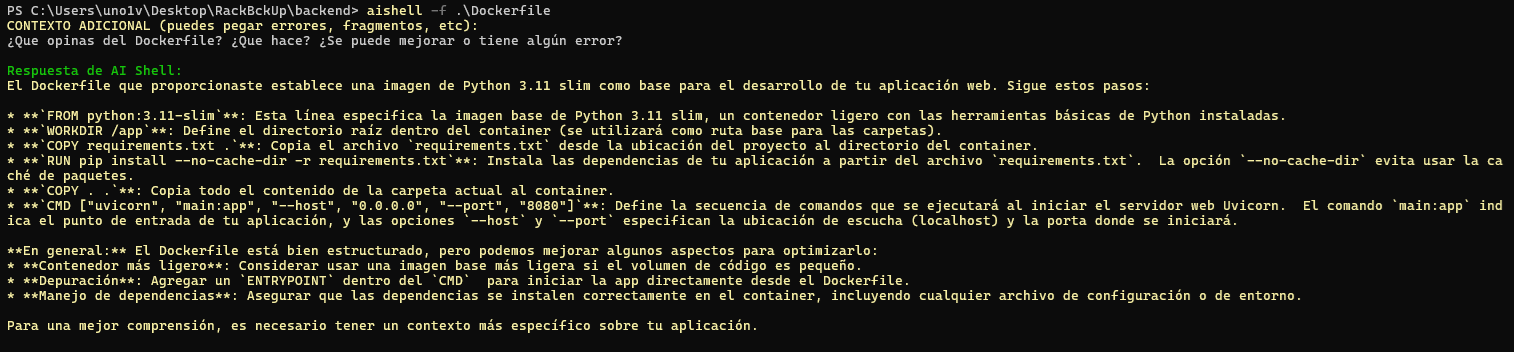 PS C:\Users\uno1v\Desktop\RackBckUp\backend> aishell -f .\Dockerfile
CONTEXTO ADICIONAL (puedes pegar errores, fragmentos, etc):
¿Que opinas del Dockerfile? ¿Que hace? ¿Se puede mejorar o tiene algún error?
Respuesta de AI Shell:
El Dockerfile que proporcionaste establece una imagen de Python 3.11 slim como base para el desarrollo de tu aplicación web. Sigue estos pasos:
* **`FROM python:3.11-slim`**: Esta línea especifica la imagen base de Python 3.11 slim, un contenedor ligero con las herramientas básicas de Python instaladas.
* **`WORKDIR /app`**: Define el directorio raíz dentro del container (se utilizará como ruta base para las carpetas).
* **`COPY requirements.txt .`**: Copia el archivo `requirements.txt` desde la ubicación del proyecto al directorio del container.
* **`RUN pip install --no-cache-dir -r requirements.txt`**: Instala las dependencias de tu aplicación a partir del archivo `requirements.txt`.  La opción `--no-cache-dir` evita usar la ca
ché de paquetes.
* **`COPY . .`**: Copia todo el contenido de la carpeta actual al container.
* **`CMD ["uvicorn", "main:app", "--host", "0.0.0.0", "--port", "8080"]`**: Define la secuencia de comandos que se ejecutará al iniciar el servidor web Uvicorn.  El comando `main:app` ind
ica el punto de entrada de tu aplicación, y las opciones `--host` y `--port` especifican la ubicación de escucha (localhost) y la porta donde se iniciará.
**En general:** El Dockerfile está bien estructurado, pero podemos mejorar algunos aspectos para optimizarlo:
* **Contenedor más ligero**: Considerar usar una imagen base más ligera si el volumen de código es pequeño.
* **Depuración**: Agregar un `ENTRYPOINT` dentro del `CMD`  para iniciar la app directamente desde el Dockerfile.
* **Manejo de dependencias**: Asegurar que las dependencias se instalen correctamente en el container, incluyendo cualquier archivo de configuración o de entorno.
Para una mejor comprensión, es necesario tener un contexto más específico sobre tu aplicación.